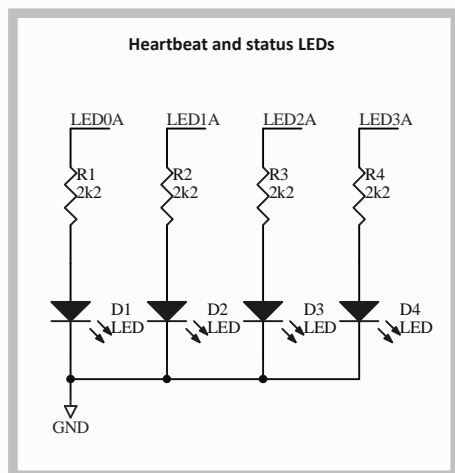 Heartbeat and status LEDs
LED0A LED1A LED2A LED3A
R1 R2 R3 R4
2k2 2k2 2k2 2k2
D1 D2 D3 D4
LED LED LED LED
GND